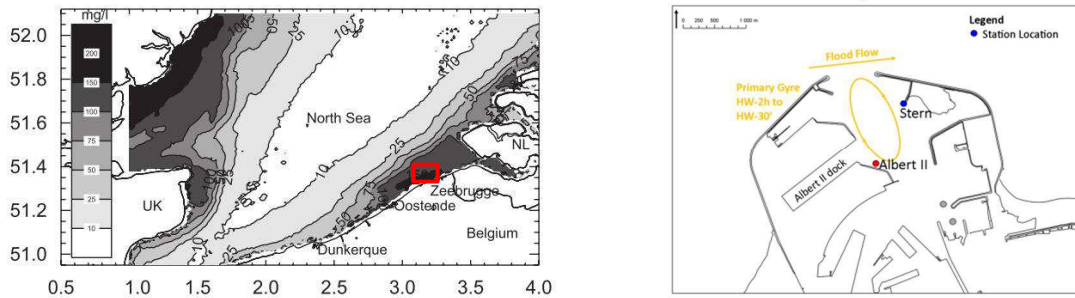 mg/l
200
150
100
75
50
25
10
52.0
51.8
51.6
51.4
51.2
51.0
0.5
1.0
1.5
2.0
2.5
3.0
3.5
4.0
North Sea
NL
UK
Zeebrugge
Oostende
Dunkerque
Belgium
0
500
1 000 m
Legend
Station Location
Flood Flow
Primary Gyre
HW-2h to
HW-30'
Stern
Albert II
Albert II dock